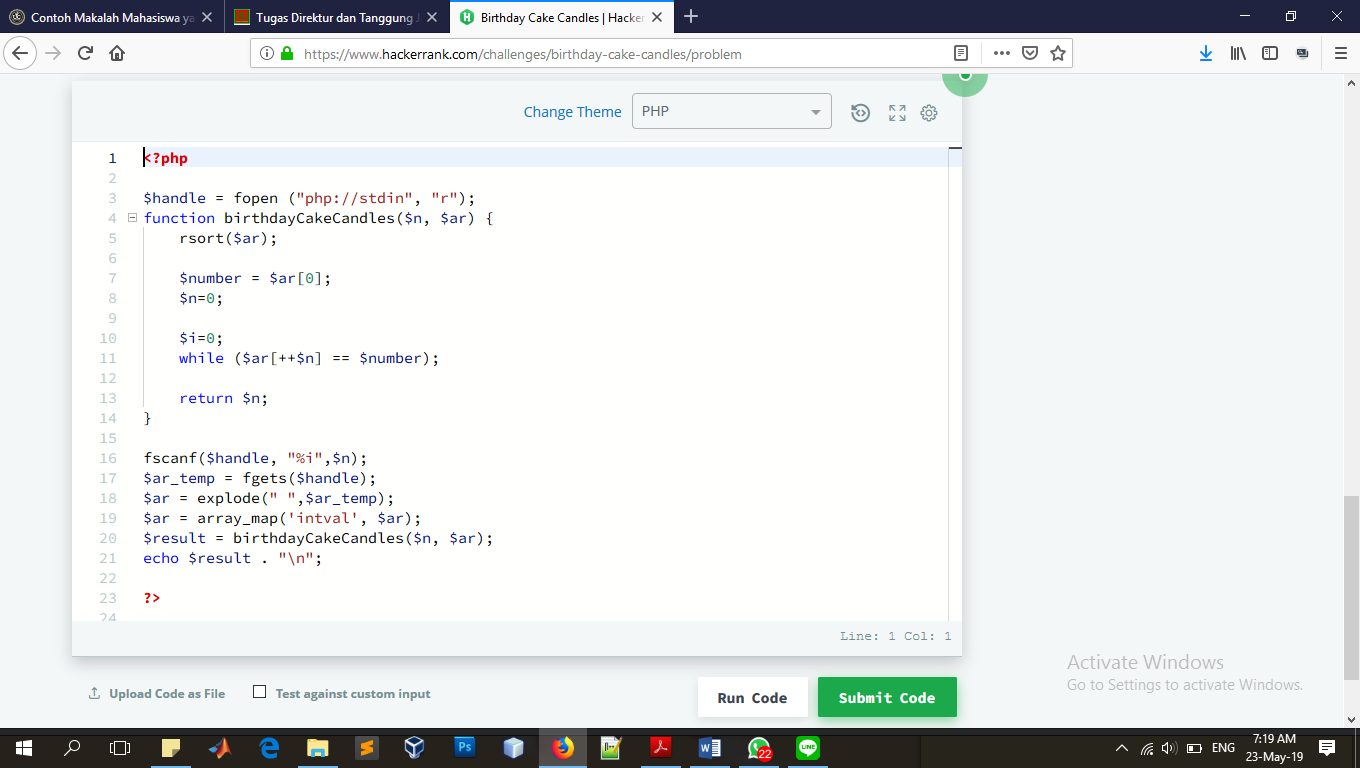 Contoh Makalah Mahasiswa ya
Tugas Direktur dan Tanggung J
Birthday Cake Candles | Hacker
https://www.hackerrank.com/challenges/birthday-cake-candles/problem
Change Theme
PHP
1 <?php
2
3 $handle = fopen ("php://stdin", "r");
4 function birthdayCakeCandles($n, $ar) {
5 rsort($ar);
6
7 $number = $ar[0];
8 $n=0;
9
10 $i=0;
11 while ($ar[++$n] == $number);
12
13 return $n;
14 }
15
16 fscanf($handle, "%i",$n);
17 $ar_temp = fgets($handle);
18 $ar = explode(" ",$ar_temp);
19 $ar = array_map('intval', $ar);
20 $result = birthdayCakeCandles($n, $ar);
21 echo $result . "\n";
22
23 ?>
24
Line: 1 Col: 1
Upload Code as File
Test against custom input
Run Code
Submit Code
Activate Windows
Go to Settings to activate Windows.
Ps
22
LINE
ENG
7:19 AM
23-May-19